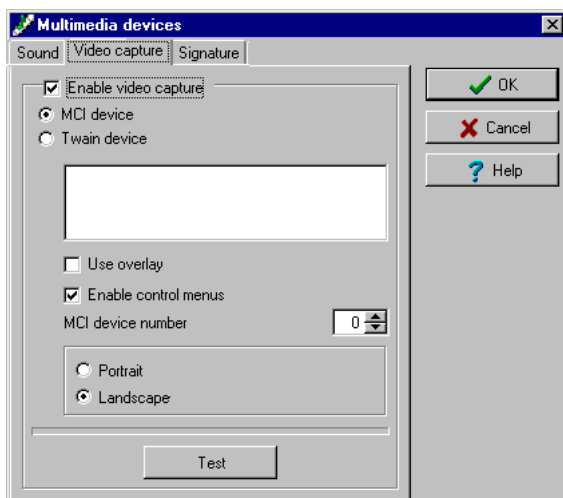 Multimedia devices
Sound Video capture Signature
Enable video capture
MCI device
Twain device
Use overlay
Enable control menus
MCI device number 0
Portrait
Landscape
Test
OK
Cancel
? Help